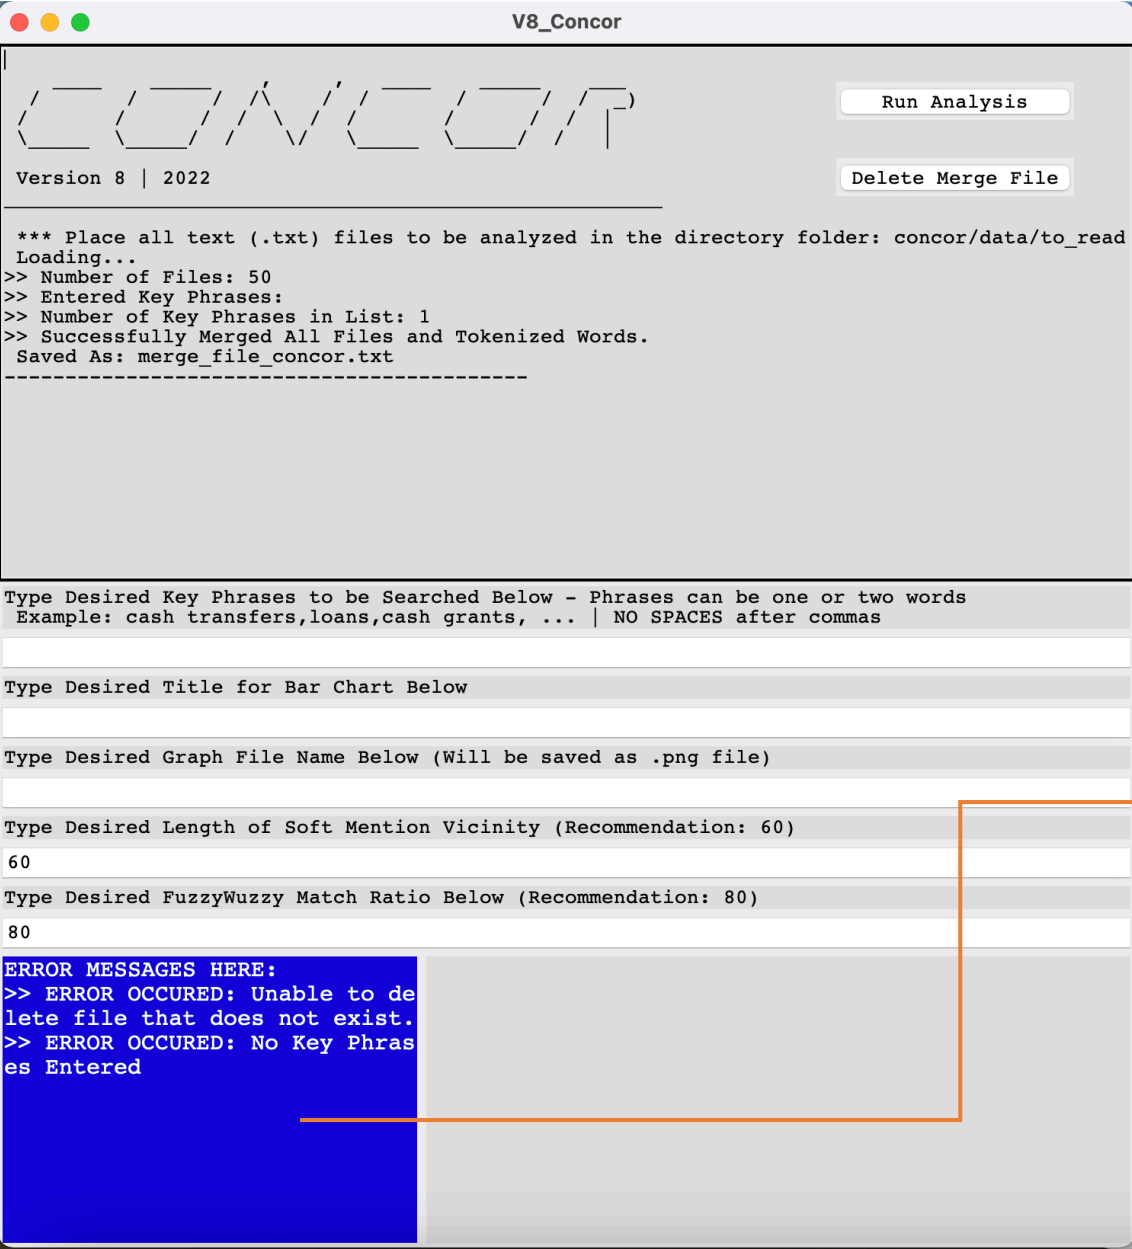 V8_Concor
CONCOR
Run Analysis
Version 8 | 2022
Delete Merge File
*** Place all text (.txt) files to be analyzed in the directory folder: concor/data/to_read
Loading...
>> Number of Files: 50
>> Entered Key Phrases:
>> Number of Key Phrases in List: 1
>> Successfully Merged All Files and Tokenized Words.
Saved As: merge_file_concor.txt
-------------------------------------------
Type Desired Key Phrases to be Searched Below – Phrases can be one or two words
Example: cash transfers,loans,cash grants, ... | NO SPACES after commas
Type Desired Title for Bar Chart Below
Type Desired Graph File Name Below (Will be saved as .png file)
Type Desired Length of Soft Mention Vicinity (Recommendation: 60)
60
Type Desired FuzzyWuzzy Match Ratio Below (Recommendation: 80)
80
ERROR MESSAGES HERE:
>> ERROR OCCURED: Unable to de
lete file that does not exist.
>> ERROR OCCURED: No Key Phras
es Entered